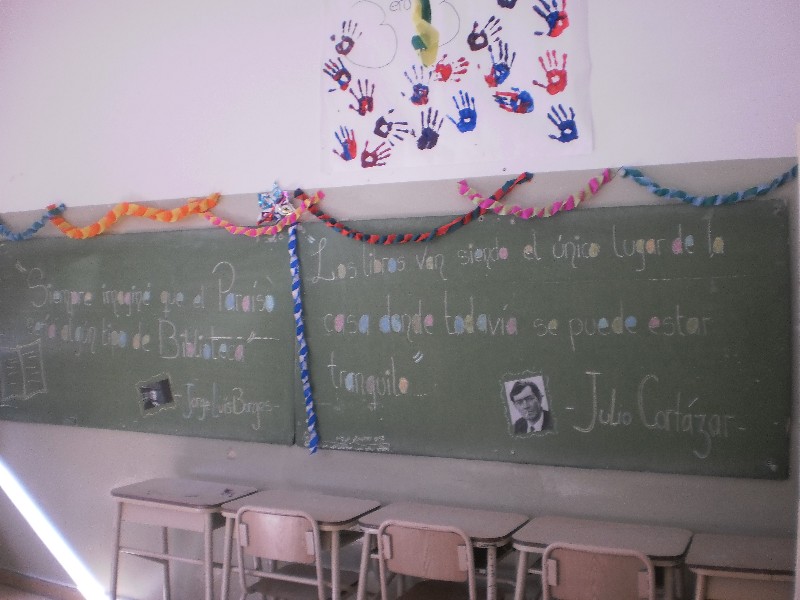 3ero B
"Siempre imaginé que el Paraíso
sería algún tipo de Biblioteca"
Jorge Luis Borges-
"Los libros van siendo el único lugar de la
casa donde todavía se puede estar
tranquilo"
-Julio Cortázar-